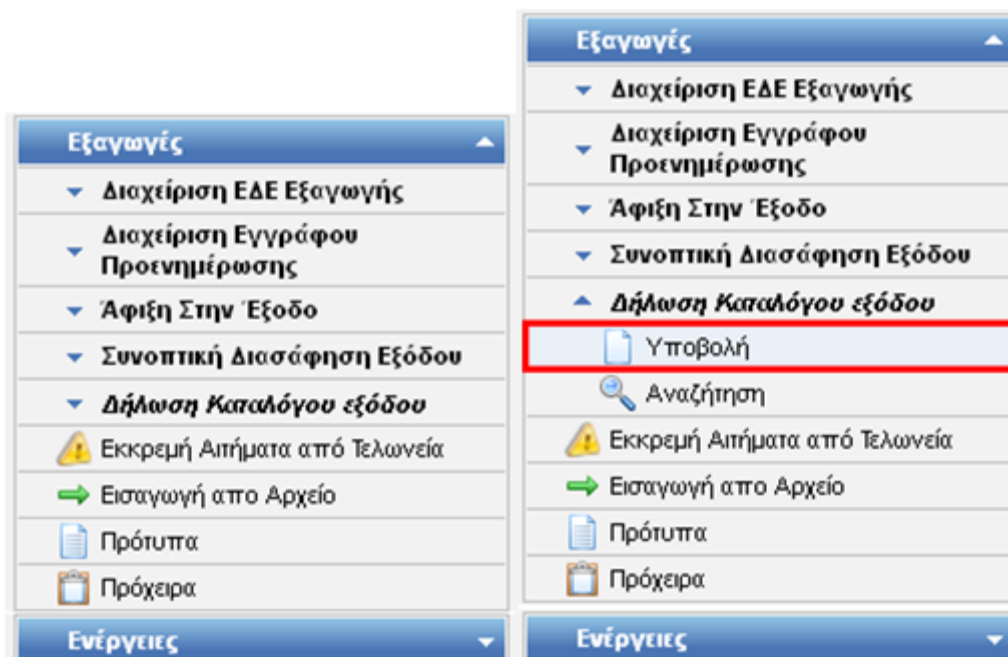 Εξαγωγές
Διαχείριση ΕΔΕ Εξαγωγής
Διαχείριση Εγγράφου
Προενημέρωσης
Άφιξη Στην Έξοδο
Συνοπτική Διασάφηση Εξόδου
Δήλωση Καταλόγου εξόδου
Εκκρεμή Αιτήματα από Τελωνεία
Εισαγωγή απο Αρχείο
Πρότυπα
Πρόχειρα
Ενέργειες
Εξαγωγές
Διαχείριση ΕΔΕ Εξαγωγής
Διαχείριση Εγγράφου
Προενημέρωσης
Άφιξη Στην Έξοδο
Συνοπτική Διασάφηση Εξόδου
Δήλωση Καταλόγου εξόδου
Υποβολή
Αναζήτηση
Εκκρεμή Αιτήματα από Τελωνεία
Εισαγωγή απο Αρχείο
Πρότυπα
Πρόχειρα
Ενέργειες